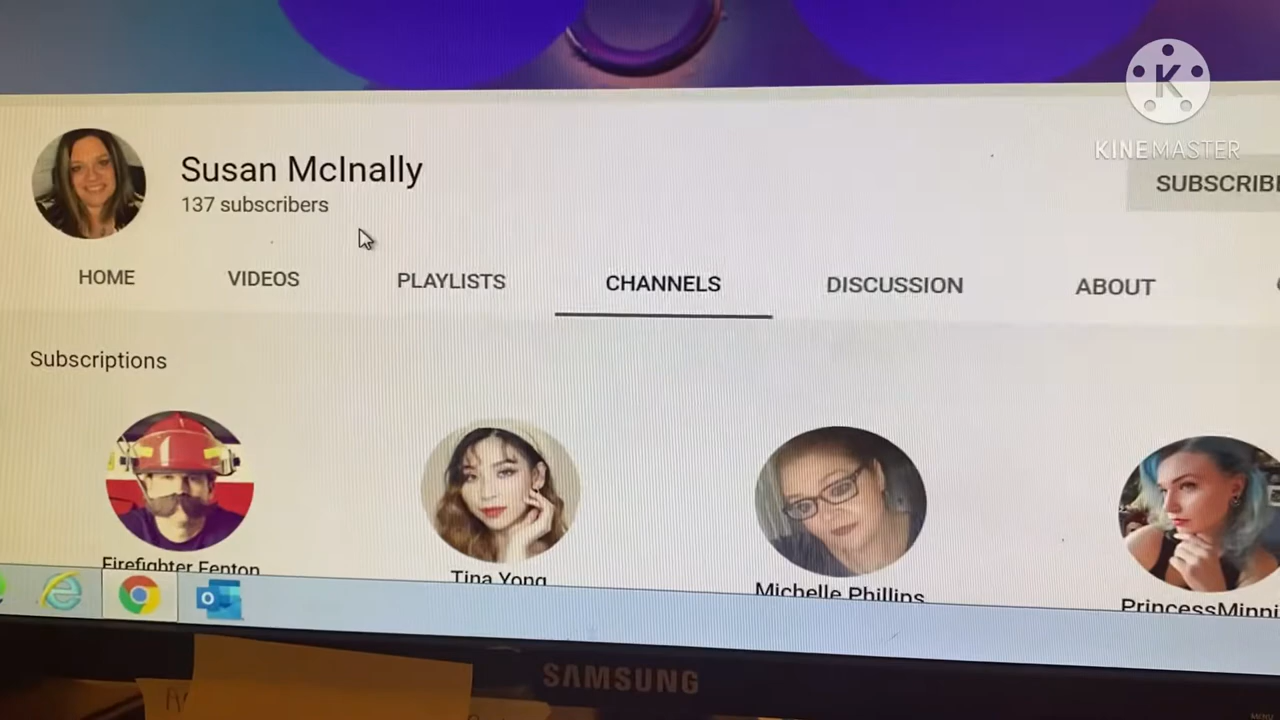 KINEMASTER
Susan McInally
137 subscribers
SUBSCRIBE
HOME VIDEOS PLAYLISTS CHANNELS DISCUSSION ABOUT
Subscriptions
Firefighter Fenton
Tina Yong
Michelle Phillips
PrincessMinni
SAMSUNG